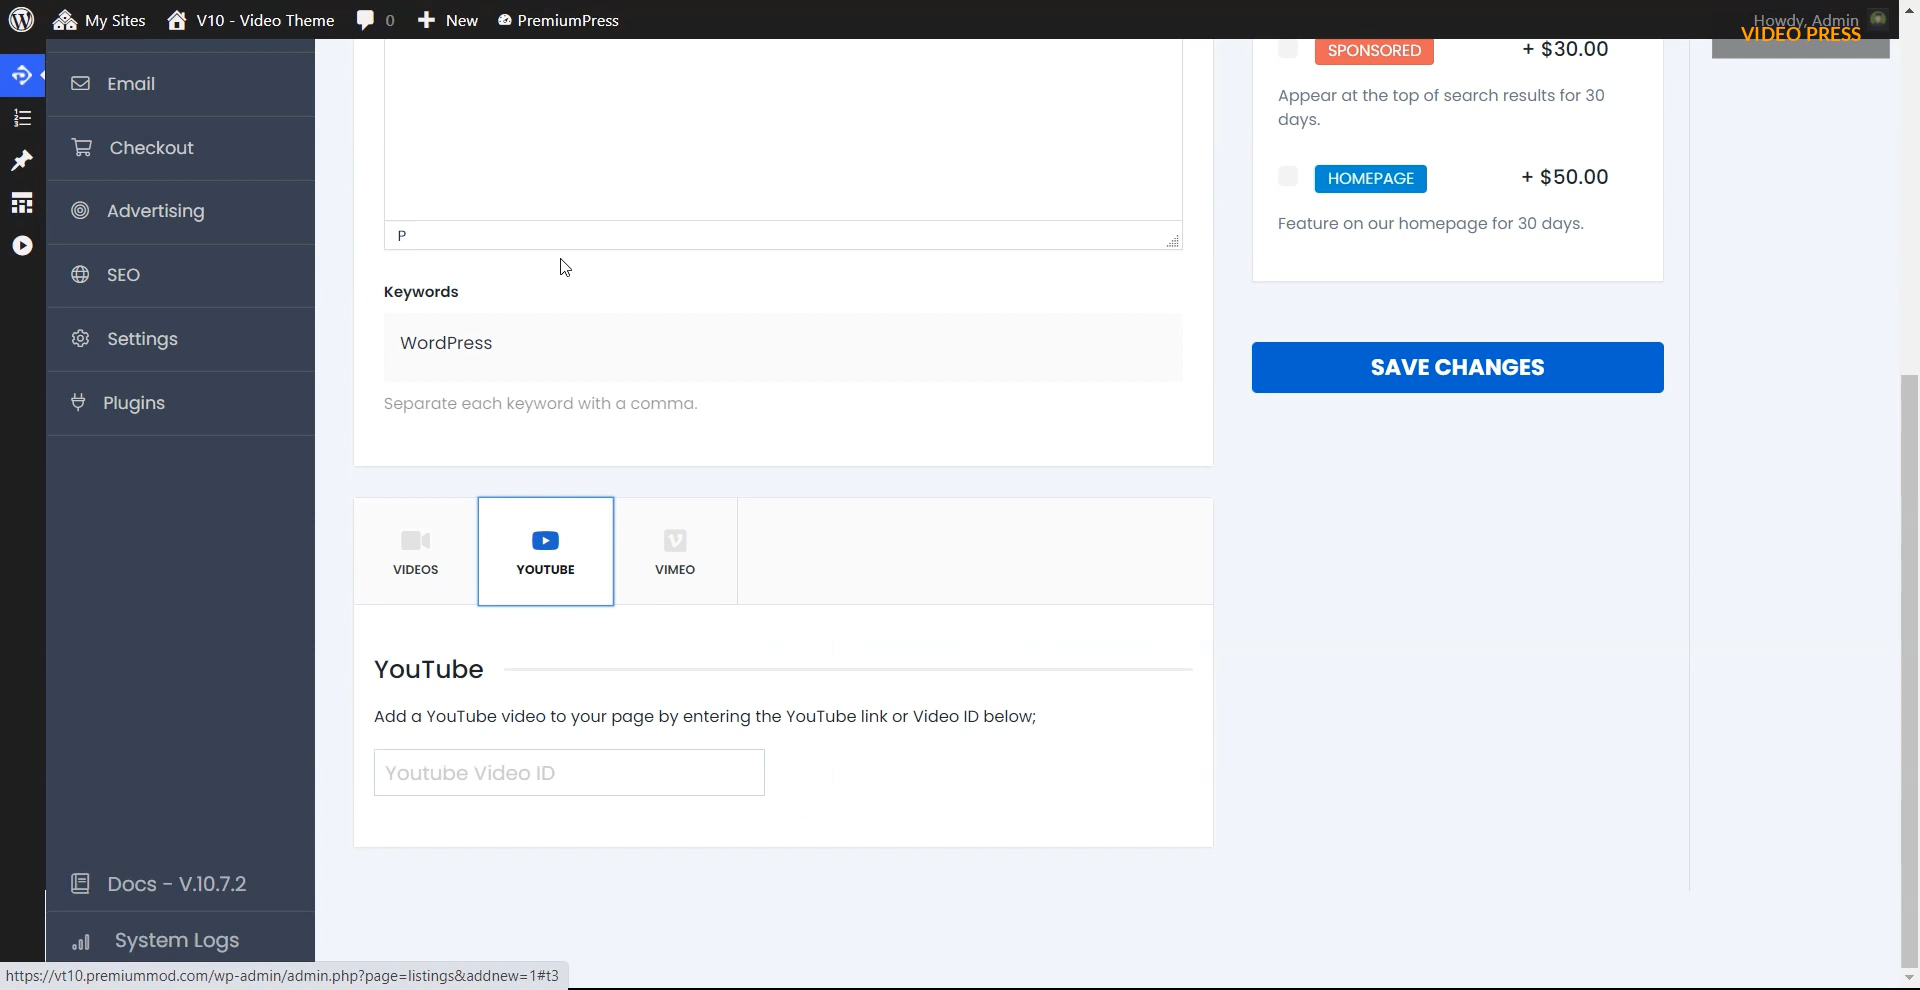 My Sites
V10 - Video Theme
0
New
PremiumPress
Howdy, Admin
VIDEO PRESS
Email
Checkout
Advertising
SEO
Settings
Plugins
Docs - V.10.7.2
System Logs
P
Keywords
WordPress
Separate each keyword with a comma.
VIDEOS
YOUTUBE
VIMEO
YouTube
Add a YouTube video to your page by entering the YouTube link or Video ID below;
Youtube Video ID
SPONSORED
+ $30.00
Appear at the top of search results for 30
days.
HOMEPAGE
+ $50.00
Feature on our homepage for 30 days.
SAVE CHANGES
https://vt10.premiummod.com/wp-admin/admin.php?page=listings&addnew=1#t3